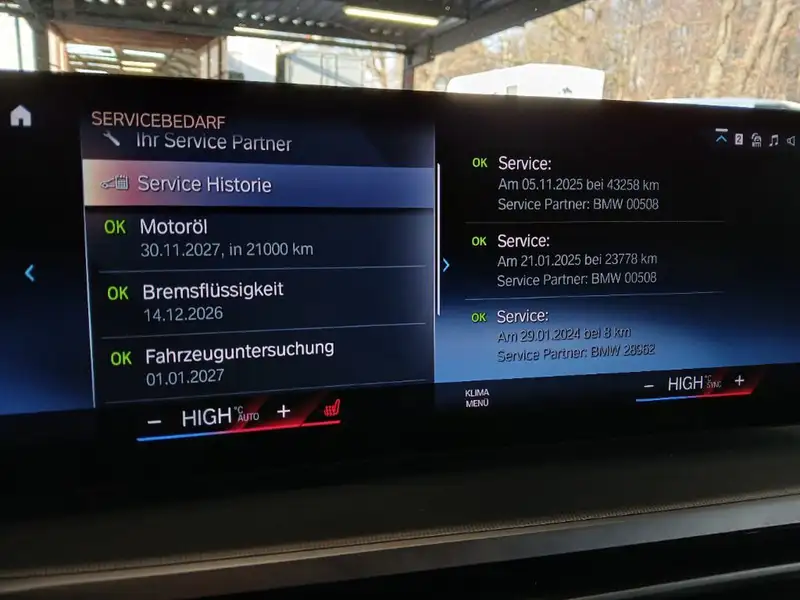 SERVICEBEDARF
Ihr Service Partner
Service Historie
OK Motoröl
30.11.2027, in 21000 km
OK Bremsflüssigkeit
14.12.2026
OK Fahrzeuguntersuchung
01.01.2027
2
OK Service:
Am 05.11.2025 bei 43258 km
Service Partner: BMW 00508
OK Service:
Am 21.01.2025 bei 23778 km
Service Partner: BMW 00508
OK Service:
Am 29.01.2024 bei 8 km
Service Partner: BMW 28962
− HIGH °C AUTO +
KLIMA
MENÜ
− HIGH °C SYNC +